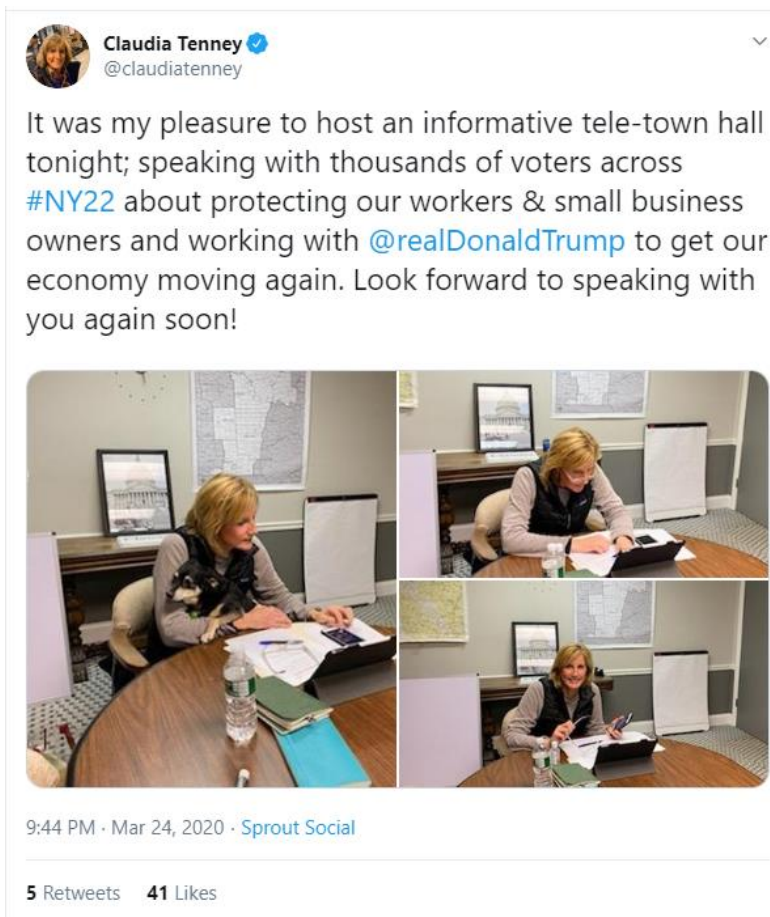 Claudia Tenney
@claudiatenney
It was my pleasure to host an informative tele-town hall
tonight; speaking with thousands of voters across
#NY22 about protecting our workers & small business
owners and working with @realDonaldTrump to get our
economy moving again. Look forward to speaking with
you again soon!
9:44 PM · Mar 24, 2020 · Sprout Social
5 Retweets 41 Likes